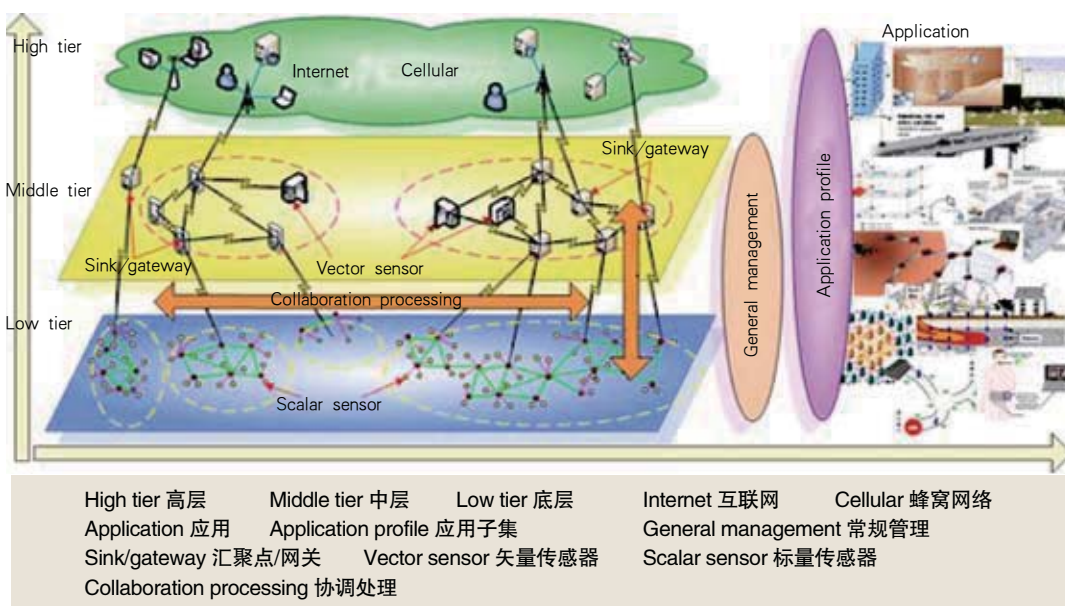 Application
High tier
Internet
Cellular
Sink/gateway
Middle tier
Sink/gateway
Vector sensor
Collaboration processing
Low tier
Scalar sensor
General management
Application profile
High tier 高层 Middle tier 中层 Low tier 底层 Internet 互联网 Cellular 蜂窝网络
Application 应用 Application profile 应用子集 General management 常规管理
Sink/gateway 汇聚点/网关 Vector sensor 矢量传感器 Scalar sensor 标量传感器
Collaboration processing 协调处理